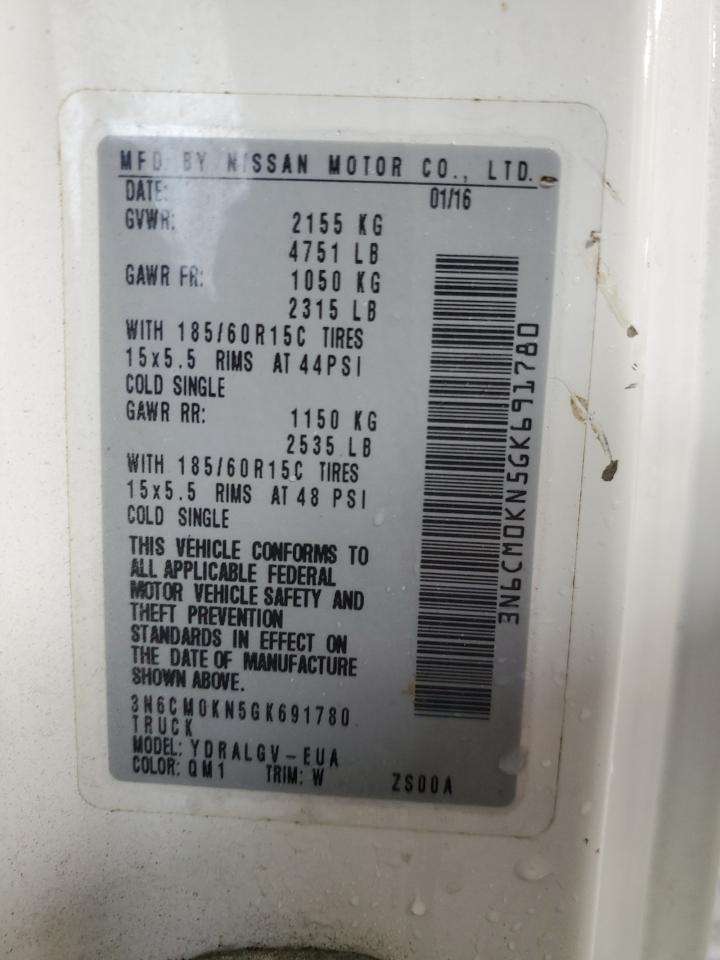 MFD. BY NISSAN MOTOR CO., LTD.
DATE: 01/16
GVWR: 2155 KG
4751 LB
GAWR FR: 1050 KG
2315 LB
WITH 185/60R15C TIRES
15x5.5 RIMS AT 44PSI
COLD SINGLE
GAWR RR: 1150 KG
2535 LB
WITH 185/60R15C TIRES
15x5.5 RIMS AT 48 PSI
COLD SINGLE
THIS VEHICLE CONFORMS TO
ALL APPLICABLE FEDERAL
MOTOR VEHICLE SAFETY AND
THEFT PREVENTION
STANDARDS IN EFFECT ON
THE DATE OF MANUFACTURE
SHOWN ABOVE.
3N6CM0KN5GK691780
TRUCK
MODEL: YDRALGV-EUA
COLOR: QM1 TRIM: W ZS00A
3N6CM0KN5GK691780